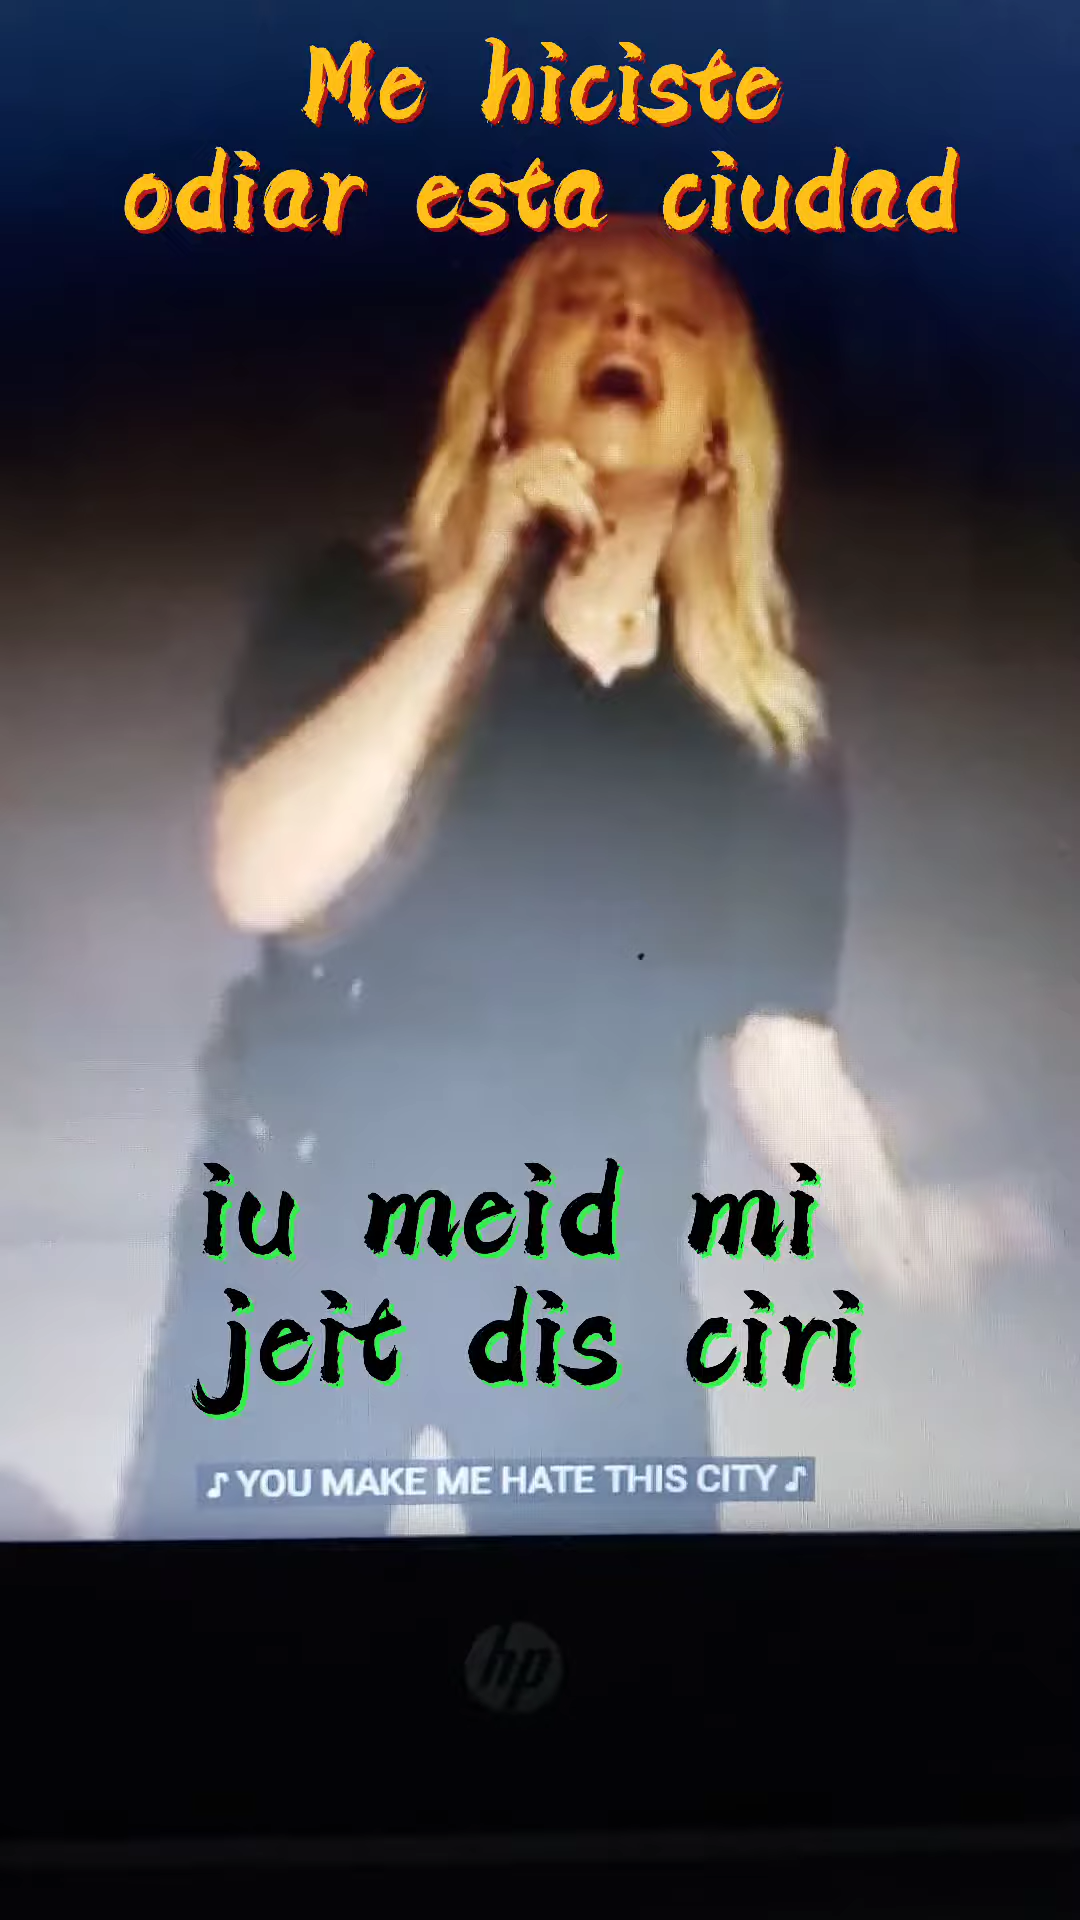 Me hiciste
odiar esta ciudad
iu meid mi
jeit dis ciri
♪ YOU MAKE ME HATE THIS CITY ♪
hp